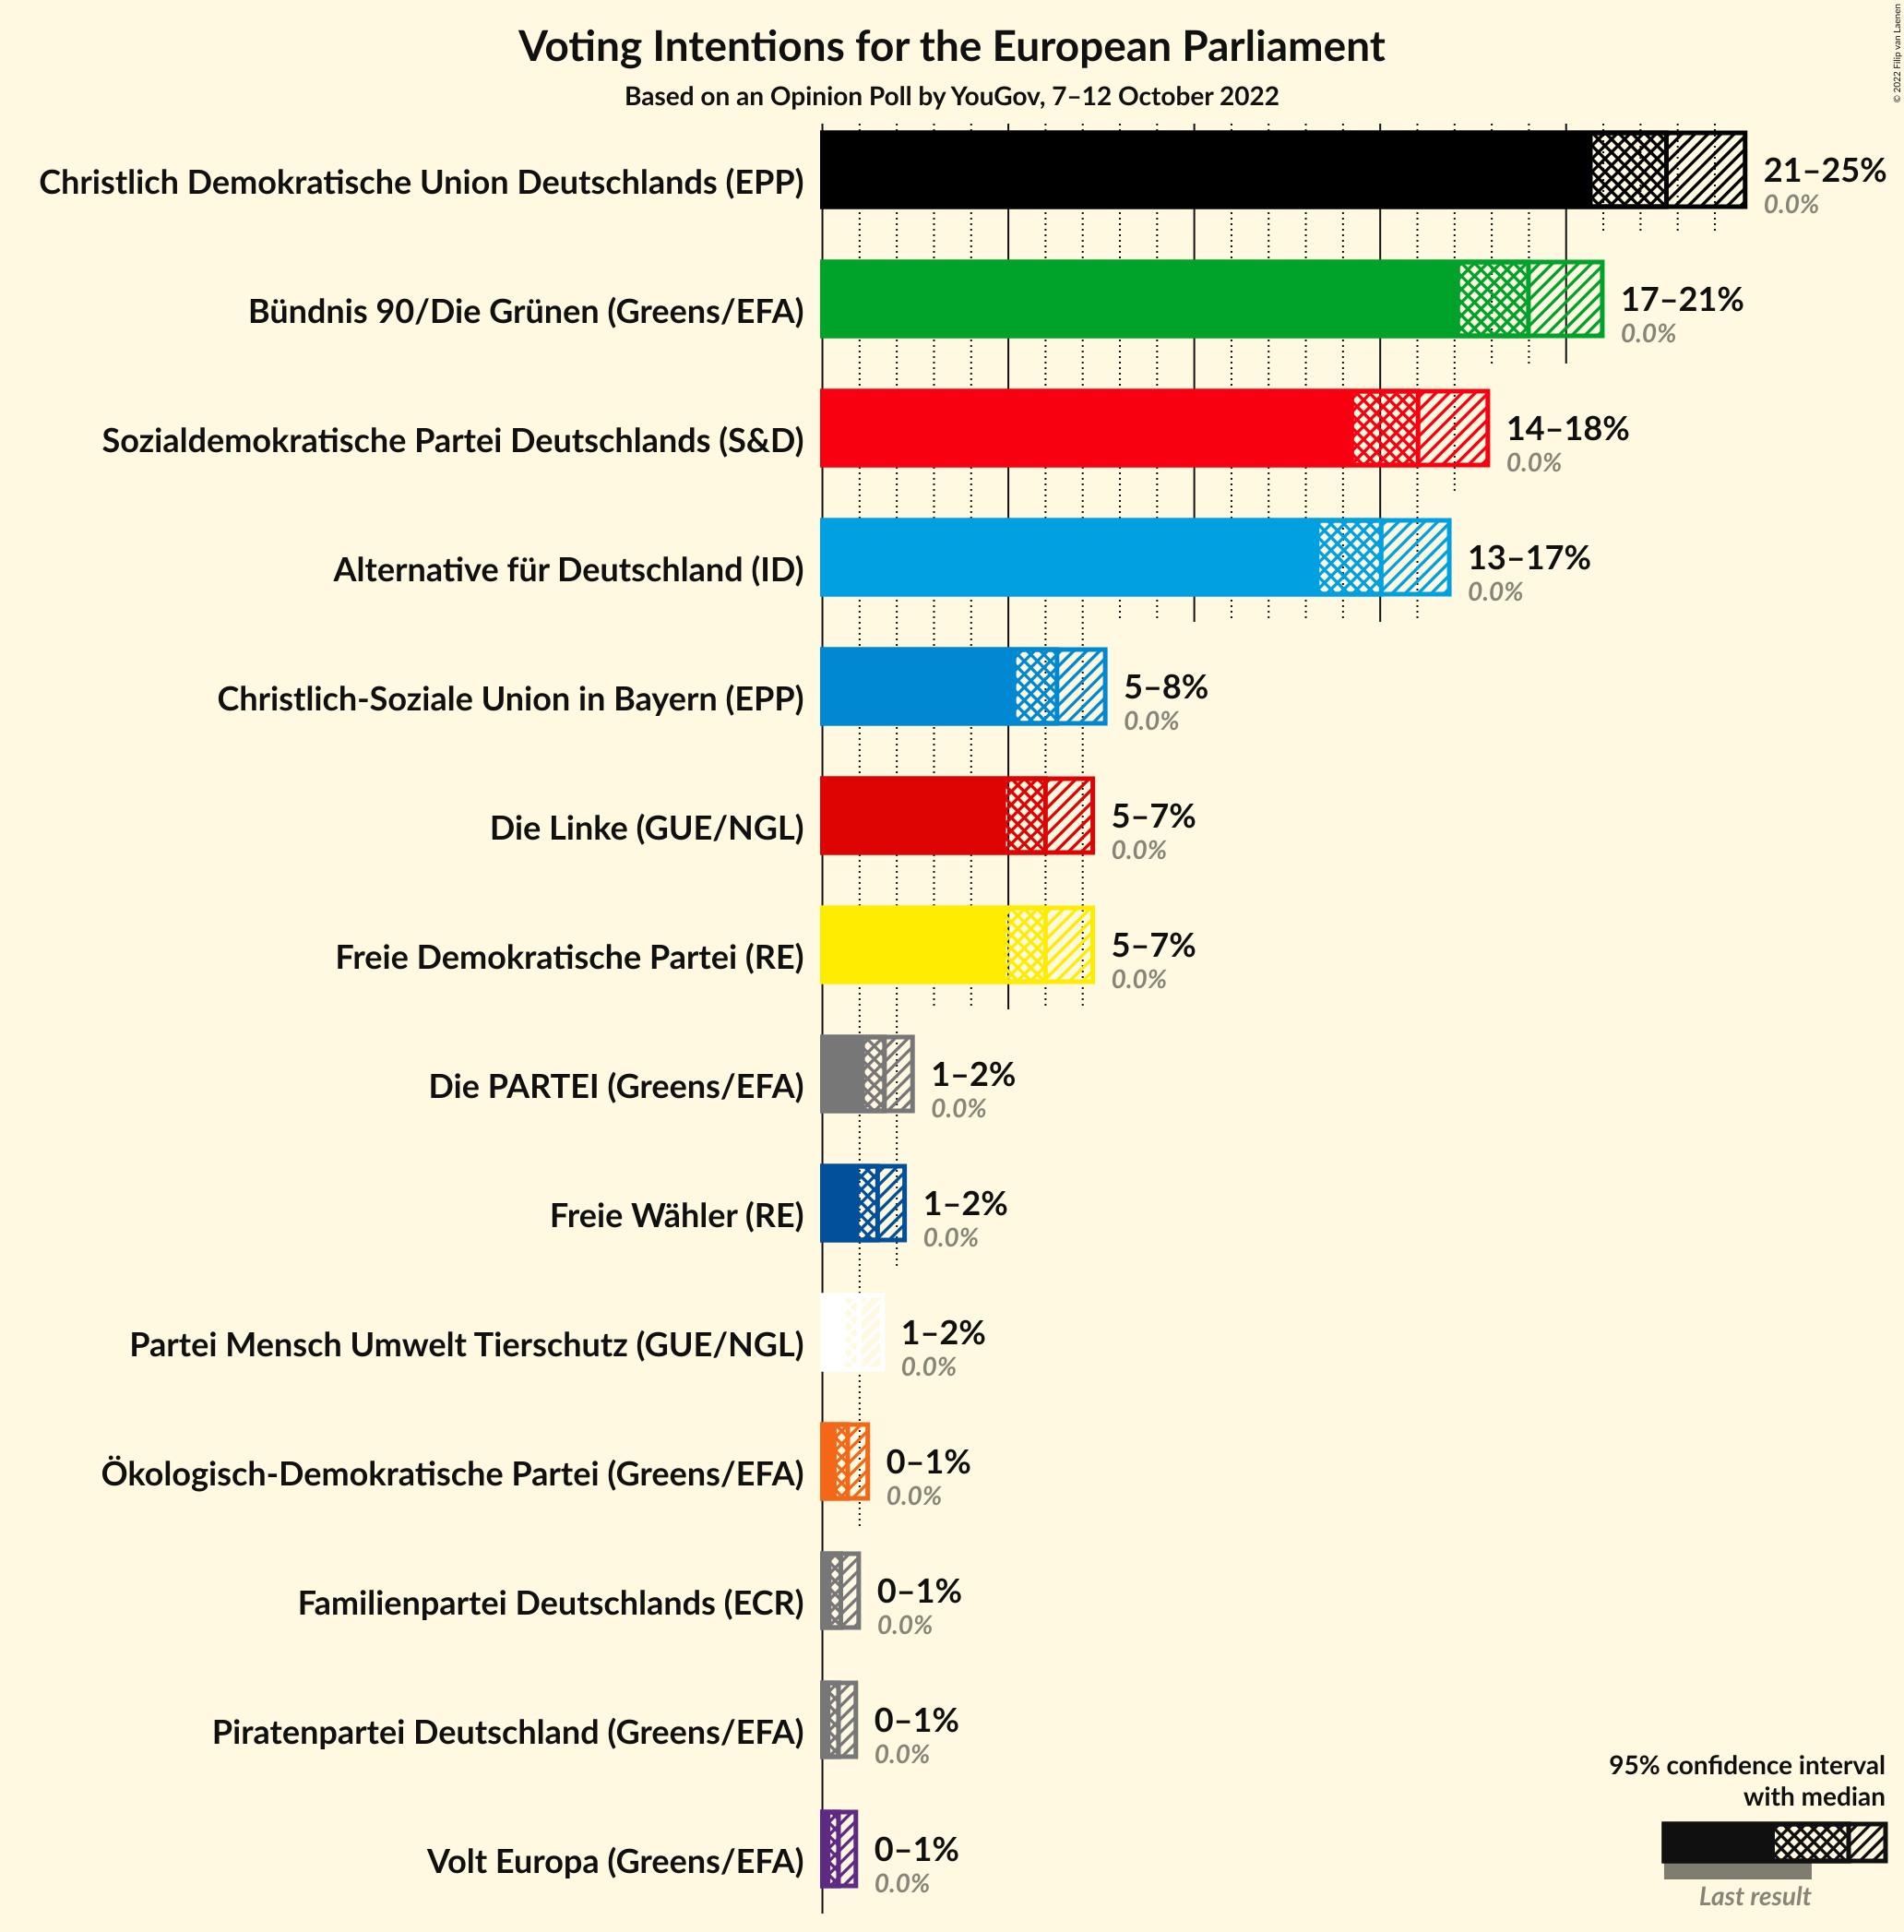 Voting Intentions for the European Parliament
Based on an Opinion Poll by YouGov, 7–12 October 2022
© 2022 Filip van Laenen
Christlich Demokratische Union Deutschlands (EPP)
21–25%
0.0%
Bündnis 90/Die Grünen (Greens/EFA)
17–21%
0.0%
Sozialdemokratische Partei Deutschlands (S&D)
14–18%
0.0%
Alternative für Deutschland (ID)
13–17%
0.0%
Christlich-Soziale Union in Bayern (EPP)
5–8%
0.0%
Die Linke (GUE/NGL)
5–7%
0.0%
Freie Demokratische Partei (RE)
5–7%
0.0%
Die PARTEI (Greens/EFA)
1–2%
0.0%
Freie Wähler (RE)
1–2%
0.0%
Partei Mensch Umwelt Tierschutz (GUE/NGL)
1–2%
0.0%
Ökologisch-Demokratische Partei (Greens/EFA)
0–1%
0.0%
Familienpartei Deutschlands (ECR)
0–1%
0.0%
Piratenpartei Deutschland (Greens/EFA)
0–1%
0.0%
Volt Europa (Greens/EFA)
0–1%
0.0%
95% confidence interval
with median
Last result